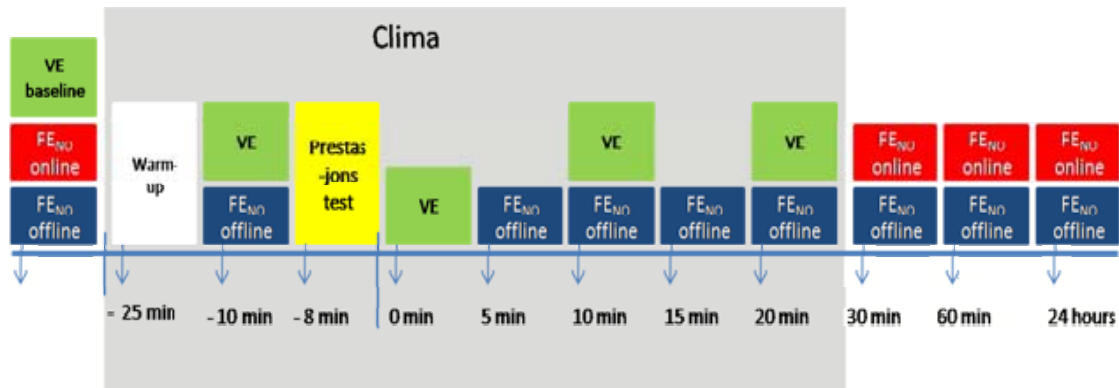 Clima
VE
baseline
FENO
online
FENO
offline
Warm-
up
VE
FENO
offline
Prestas
-jons
test
VE
FENO
offline
VE
FENO
offline
FENO
offline
VE
FENO
offline
FENO
online
FENO
offline
FENO
online
FENO
offline
FENO
online
FENO
offline
- 25 min
- 10 min
- 8 min
0 min
5 min
10 min
15 min
20 min
30 min
60 min
24 hours